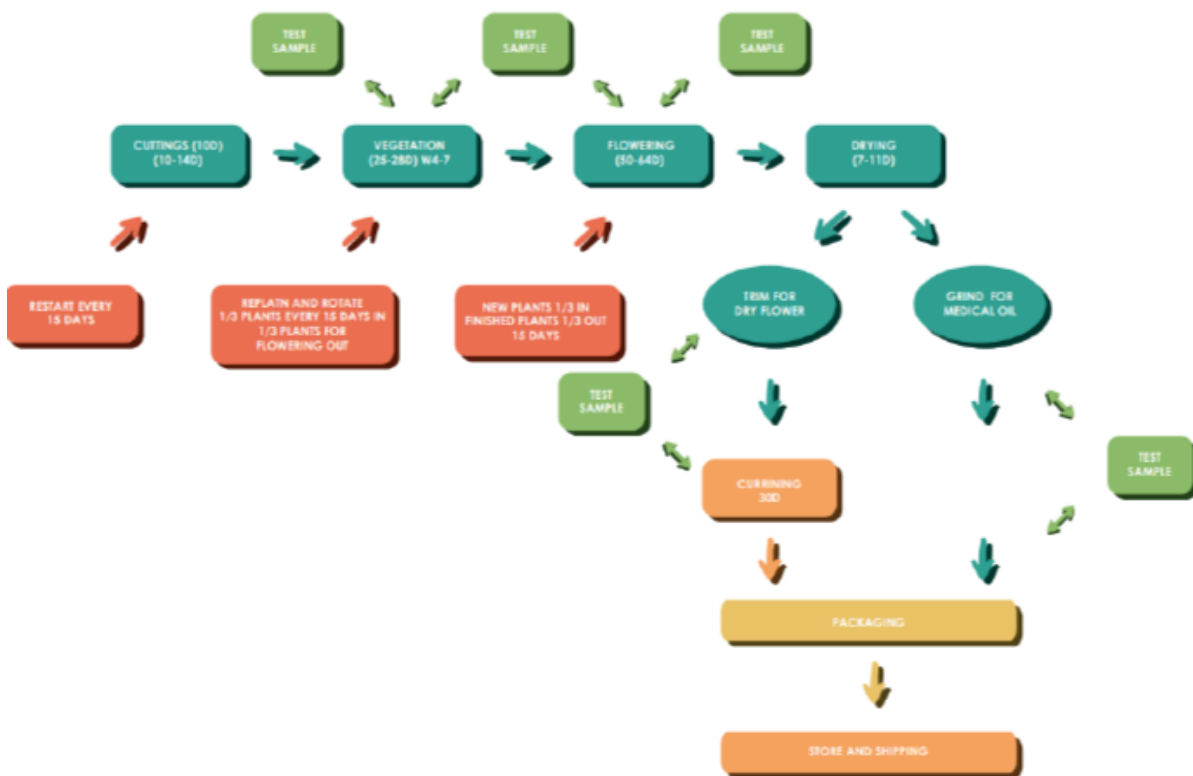 TEST
SAMPLE
TEST
SAMPLE
TEST
SAMPLE
CUTTINGS (10D)
(10-14D)
VEGETATION
(25-28D) W4-7
FLOWERING
(50-64D)
DRYING
(7-11D)
RESTART EVERY
15 DAYS
REPLATN AND ROTATE
1/3 PLANTS EVERY 15 DAYS IN
1/3 PLANTS FOR
FLOWERING OUT
NEW PLANTS 1/3 IN
FINISHED PLANTS 1/3 OUT
15 DAYS
TRIM FOR
DRY FLOWER
GRIND FOR
MEDICAL OIL
TEST
SAMPLE
TEST
SAMPLE
CURRINING
30D
PACKAGING
STORE AND SHIPPING